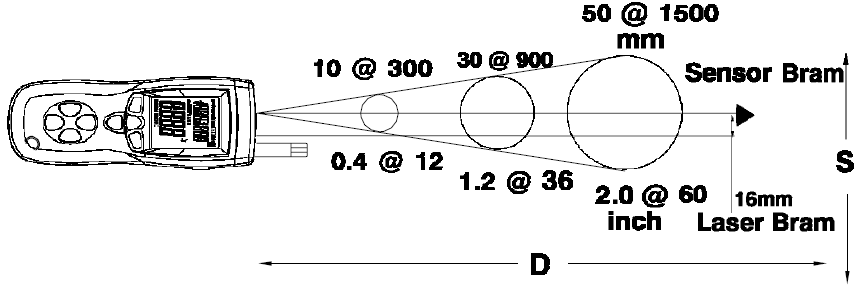 50 @ 1500
mm
30 @ 900
10 @ 300
Sensor Bram
0.4 @ 12
1.2 @ 36
2.0 @ 60
inch
16mm
Laser Bram
S
D